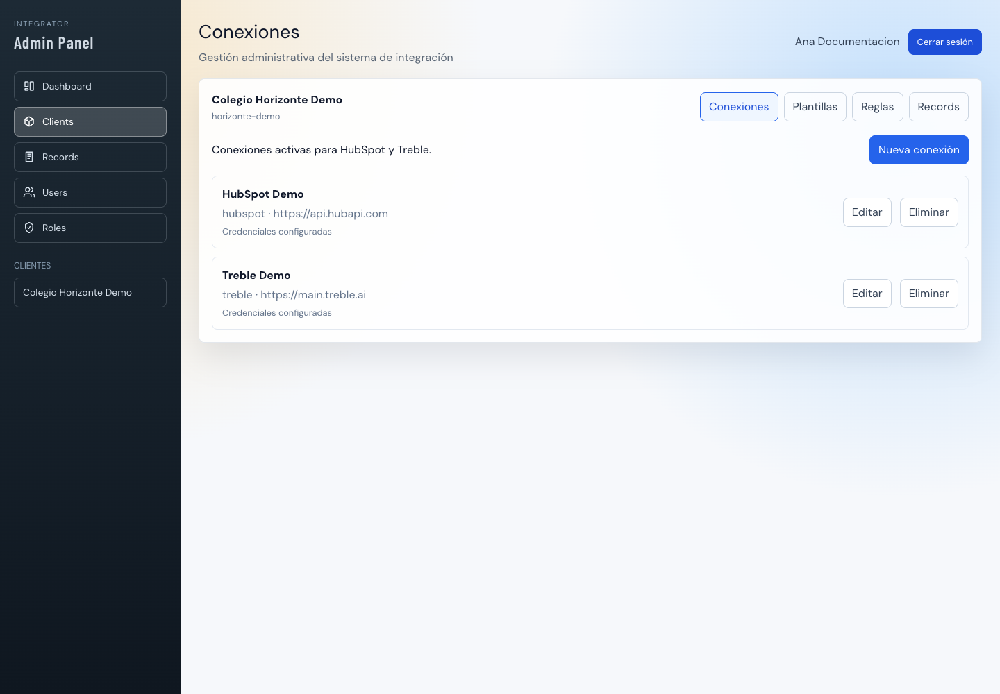 INTEGRATOR
Admin Panel
Dashboard
Clients
Records
Users
Roles
CLIENTES
Colegio Horizonte Demo
Conexiones
Gestión administrativa del sistema de integración
Ana Documentacion
Cerrar sesión
Colegio Horizonte Demo
horizonte-demo
Conexiones
Plantillas
Reglas
Records
Conexiones activas para HubSpot y Treble.
Nueva conexión
HubSpot Demo
hubspot · https://api.hubapi.com
Credenciales configuradas
Editar
Eliminar
Treble Demo
treble · https://main.treble.ai
Credenciales configuradas
Editar
Eliminar